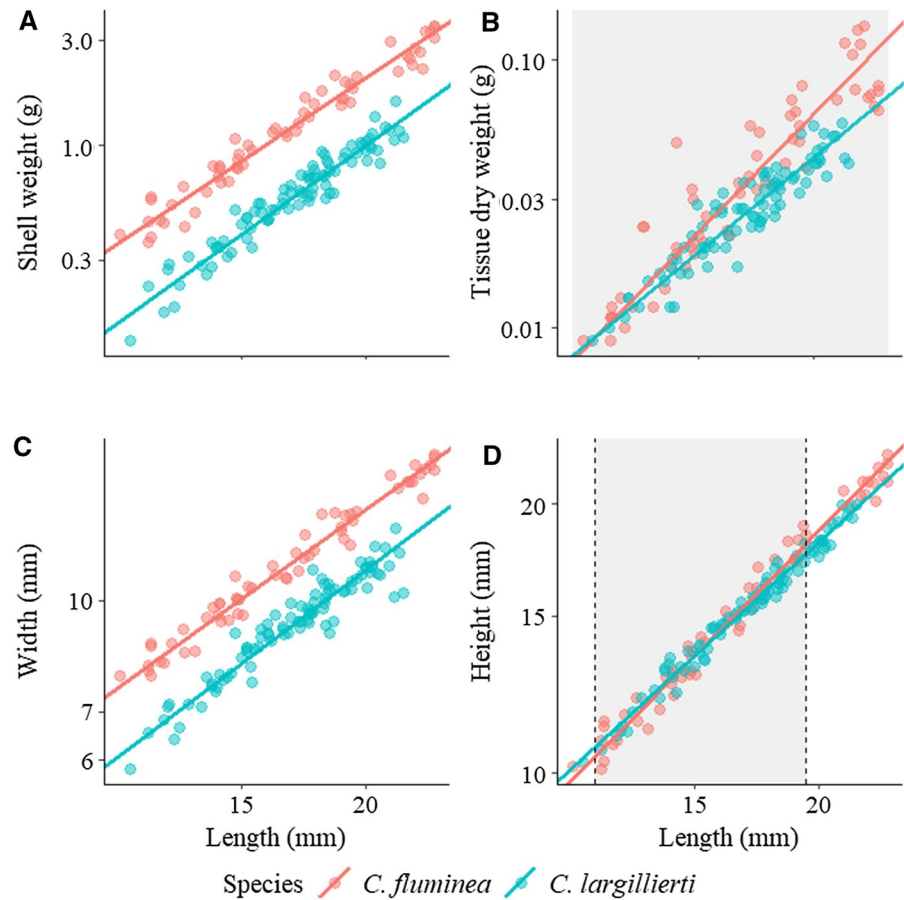 A
Shell weight (g)
3.0
1.0
0.3
B
Tissue dry weight (g)
0.10
0.03
0.01
C
Width (mm)
10
7
6
15 20
Length (mm)
D
Height (mm)
20
15
10
15 20
Length (mm)
Species C. fluminea C. largillierti